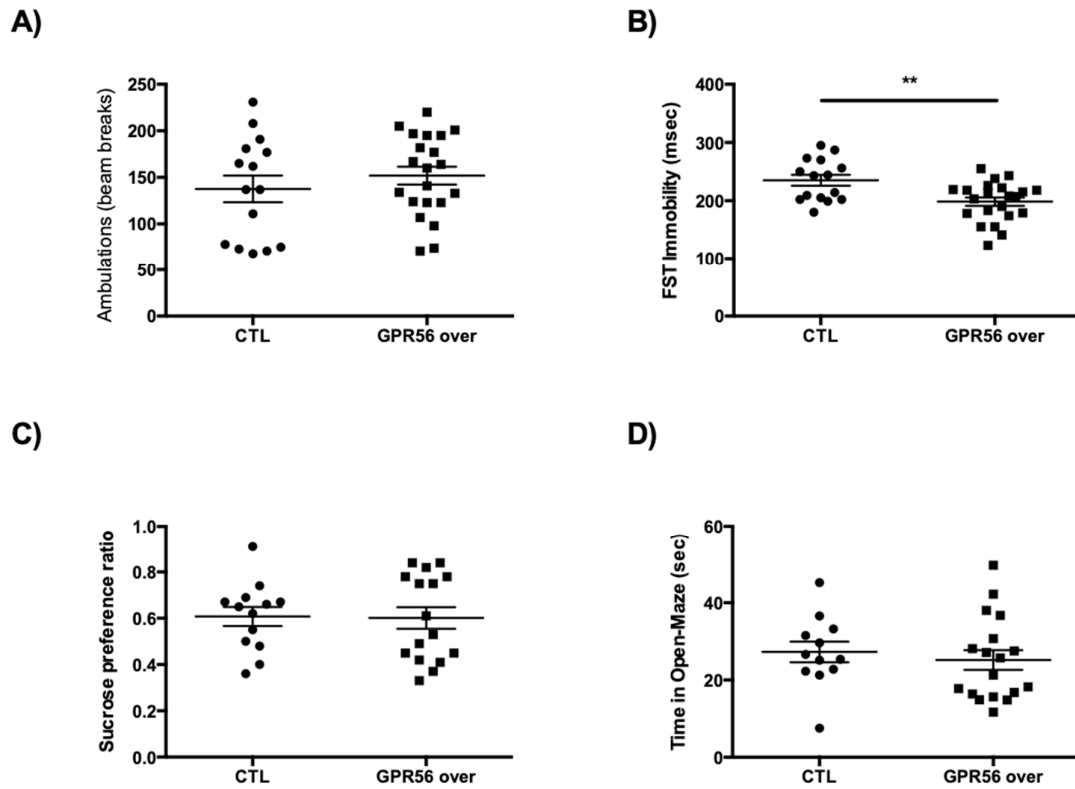 A)
Ambulations (beam breaks)
250
200
150
100
50
0
CTL
GPR56 over
B)
FST Immobility (msec)
400
300
200
100
0
**
CTL
GPR56 over
C)
Sucrose preference ratio
1.0
0.8
0.6
0.4
0.2
0.0
CTL
GPR56 over
D)
Time in Open-Maze (sec)
60
40
20
0
CTL
GPR56 over